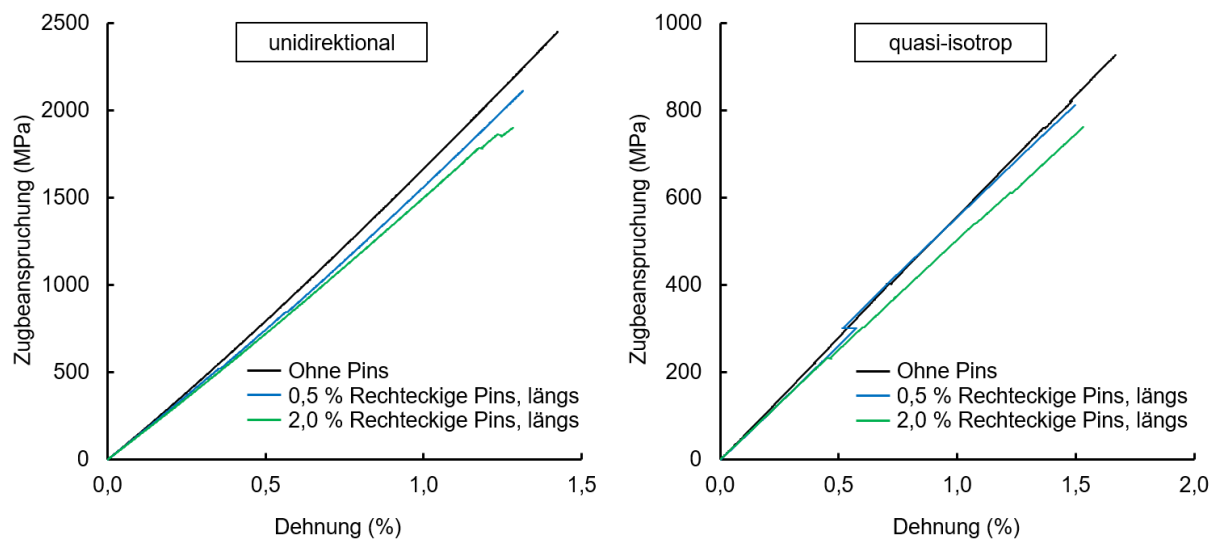 unidirektional
Zugbeanspruchung (MPa)
2500
2000
1500
1000
500
0
0,0
0,5
1,0
1,5
Dehnung (%)
Ohne Pins
0,5 % Rechteckige Pins, längs
2,0 % Rechteckige Pins, längs
quasi-isotrop
Zugbeanspruchung (MPa)
1000
800
600
400
200
0
0,0
0,5
1,0
1,5
2,0
Dehnung (%)
Ohne Pins
0,5 % Rechteckige Pins, längs
2,0 % Rechteckige Pins, längs